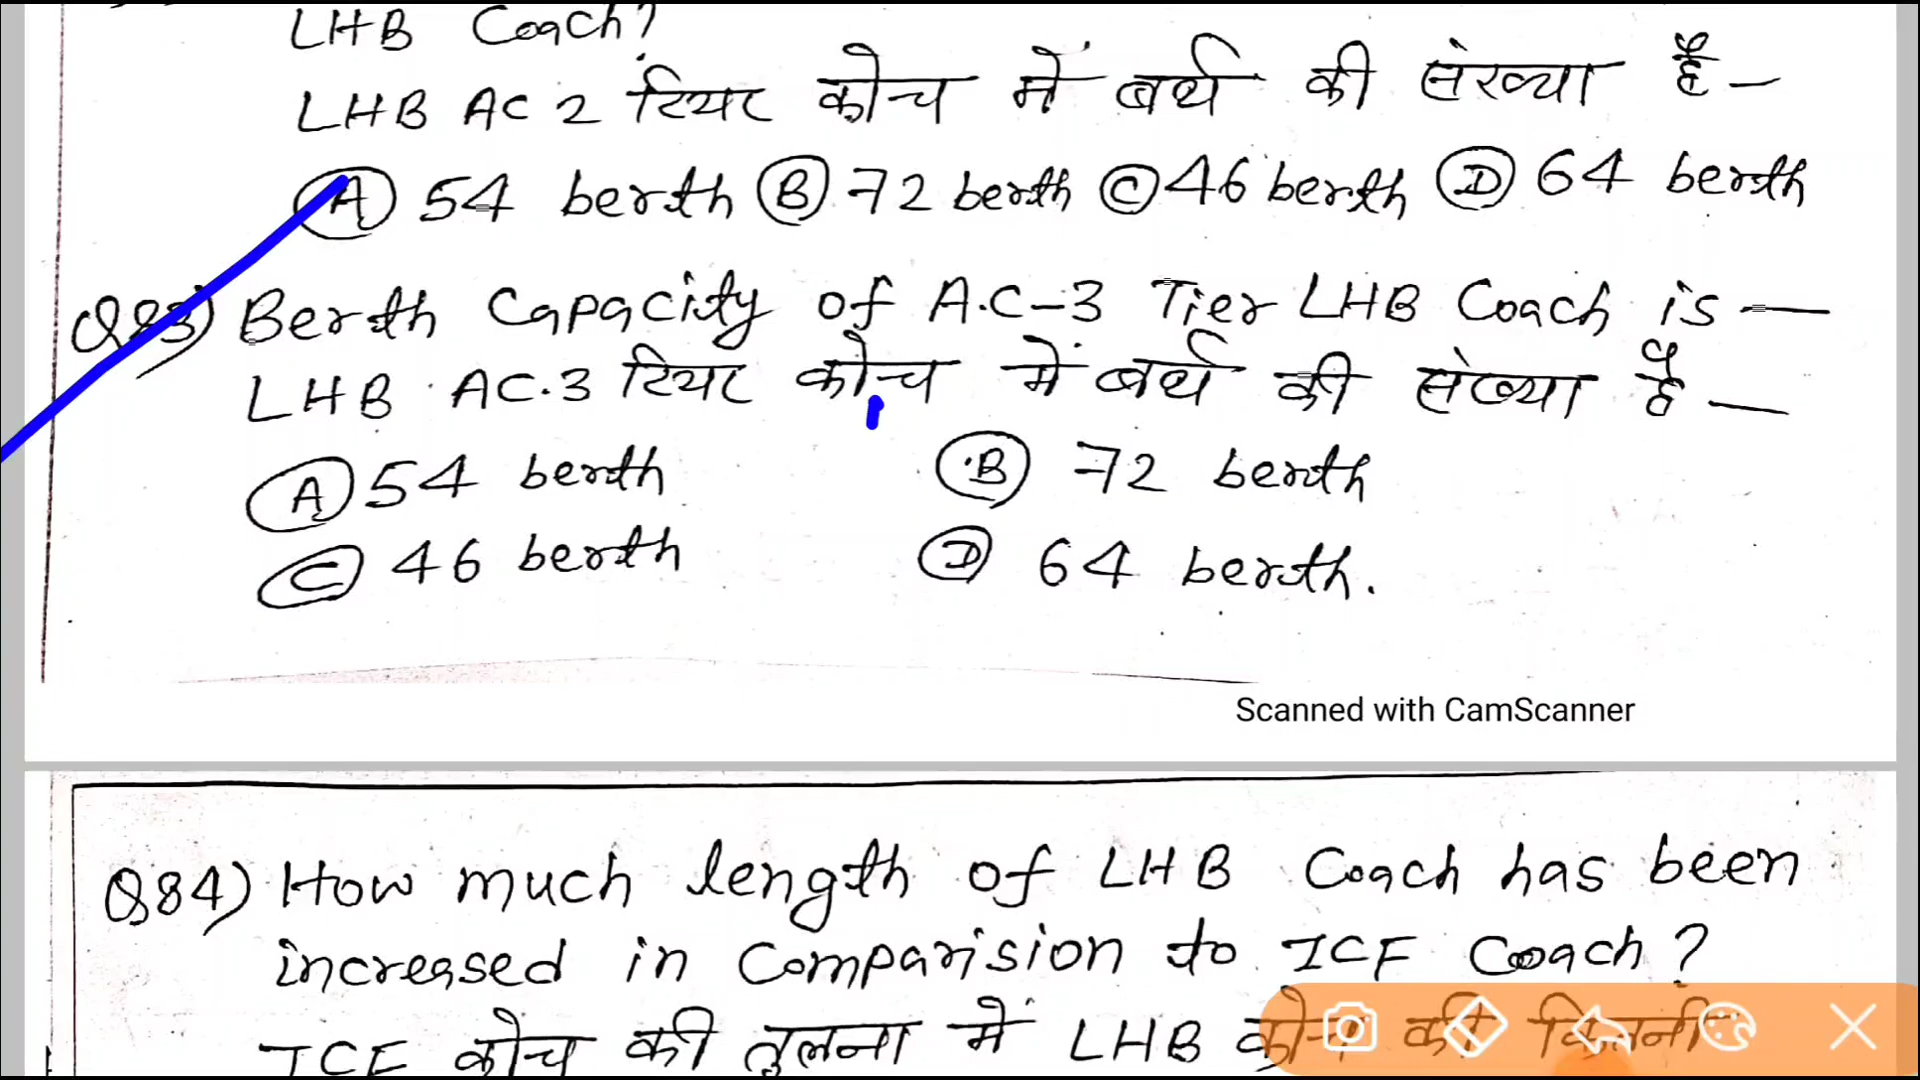 LHB Coach?
LHB AC 2 टियर कोच में बर्थ की संख्या है-
(A) 54 berth (B) 72 berth (C) 46 berth (D) 64 berth
Q83) Berth Capacity of A.C-3 Tier LHB Coach is —
LHB AC.3 टियर कोच में बर्थ की संख्या है—
(A) 54 berth (B) 72 berth
(C) 46 berth (D) 64 berth.
Scanned with CamScanner
Q84) How much length of LHB Coach has been
increased in Comparision to ICF Coach?
ICF कोच की तुलना में LHB कोच की कितनी